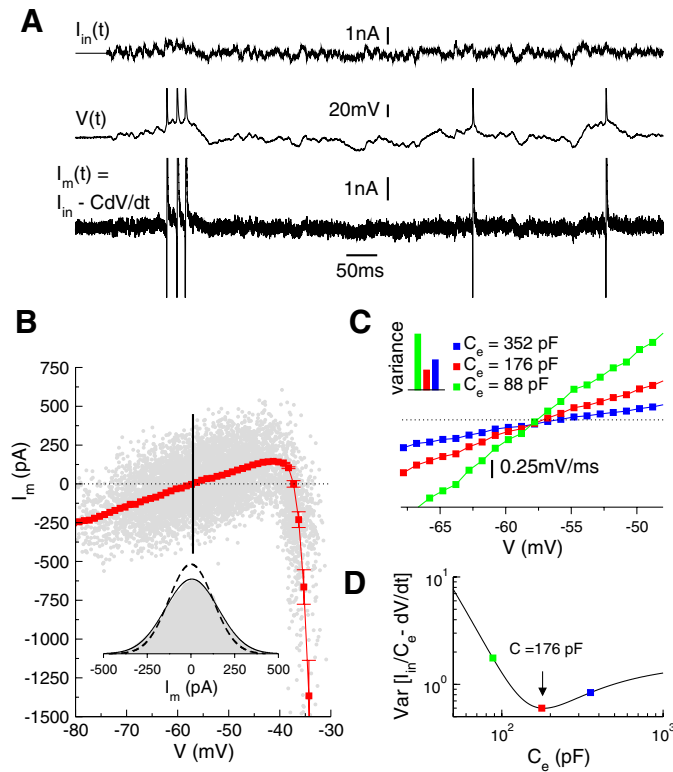 A
I_in(t)
1nA
V(t)
20mV
I_m(t) =
I_in - CdV/dt
1nA
50ms
B
750
500
250
0
-250
-500
-750
-1000
-1250
-1500
I_m (pA)
-80 -70 -60 -50 -40 -30
V (mV)
-500 -250 0 250 500
I_m (pA)
C
variance
C_e = 352 pF
C_e = 176 pF
C_e = 88 pF
0.25mV/ms
-65 -60 -55 -50
V (mV)
D
Var [I_in/C_e - dV/dt]
10^1
10^0
C =176 pF
10^2 10^3
C_e (pF)